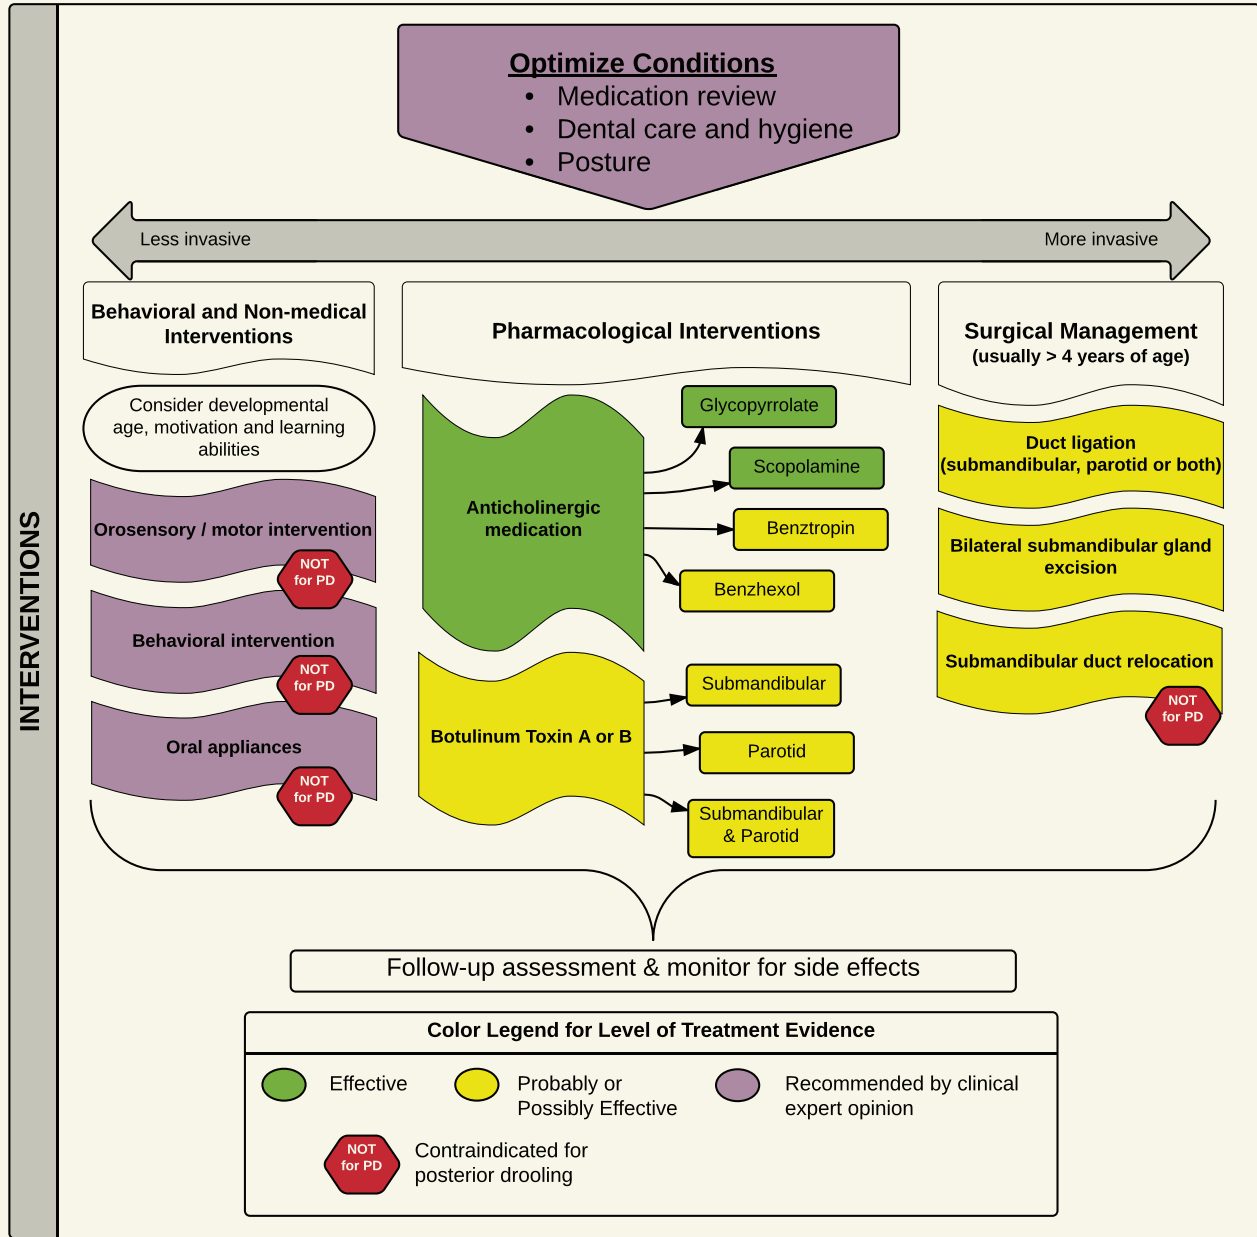 INTERVENTIONS
Optimize Conditions
• Medication review
• Dental care and hygiene
• Posture
Less invasive
More invasive
Behavioral and Non-medical
Interventions
Consider developmental
age, motivation and learning
abilities
Orosensory / motor intervention
NOT
for PD
Behavioral intervention
NOT
for PD
Oral appliances
NOT
for PD
Pharmacological Interventions
Anticholinergic
medication
Glycopyrrolate
Scopolamine
Benztropin
Benzhexol
Botulinum Toxin A or B
Submandibular
Parotid
Submandibular
& Parotid
Surgical Management
(usually > 4 years of age)
Duct ligation
(submandibular, parotid or both)
Bilateral submandibular gland
excision
Submandibular duct relocation
NOT
for PD
Follow-up assessment & monitor for side effects
Color Legend for Level of Treatment Evidence
Effective
Probably or
Possibly Effective
Recommended by clinical
expert opinion
NOT
for PD
Contraindicated for
posterior drooling